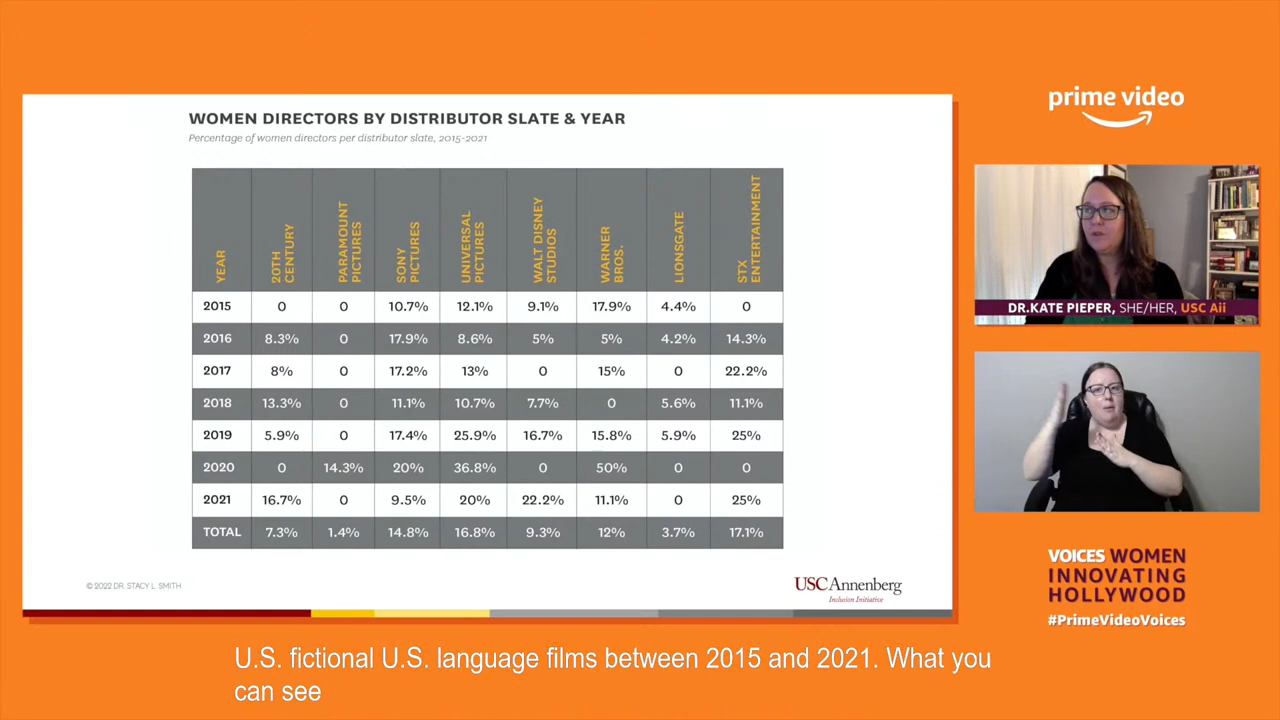 WOMEN DIRECTORS BY DISTRIBUTOR SLATE & YEAR
Percentage of women directors per distributor slate, 2015-2021
YEAR 20TH CENTURY PARAMOUNT PICTURES SONY PICTURES UNIVERSAL PICTURES WALT DISNEY STUDIOS WARNER BROS. LIONSGATE STX ENTERTAINMENT
2015 0 0 10.7% 12.1% 9.1% 17.9% 4.4% 0
2016 8.3% 0 17.9% 8.6% 5% 5% 4.2% 14.3%
2017 8% 0 17.2% 13% 0 15% 0 22.2%
2018 13.3% 0 11.1% 10.7% 7.7% 0 5.6% 11.1%
2019 5.9% 0 17.4% 25.9% 16.7% 15.8% 5.9% 25%
2020 0 14.3% 20% 36.8% 0 50% 0 0
2021 16.7% 0 9.5% 20% 22.2% 11.1% 0 25%
TOTAL 7.3% 1.4% 14.8% 16.8% 9.3% 12% 3.7% 17.1%
© 2022 DR. STACY L. SMITH
USC Annenberg
Inclusion Initiative
prime video
DR.KATE PIEPER, SHE/HER, USC Aii
VOICES WOMEN
INNOVATING
HOLLYWOOD
#PrimeVideoVoices
U.S. fictional U.S. language films between 2015 and 2021. What you
can see